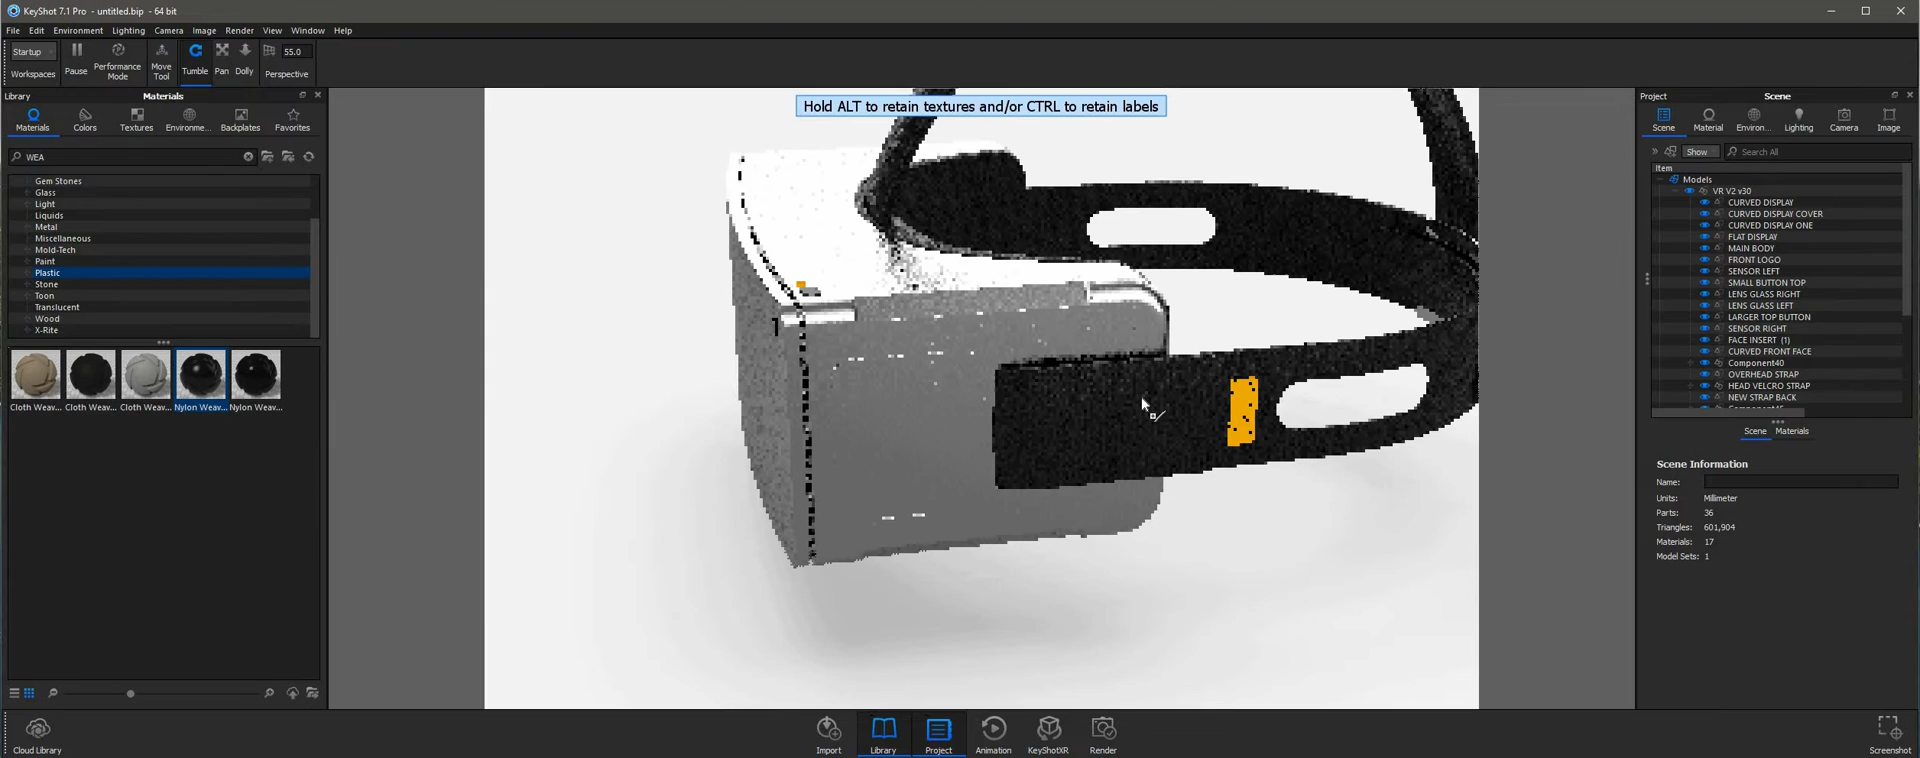 KeyShot 7.1 Pro - untitled.bip - 64 bit
File Edit Environment Lighting Camera Image Render View Window Help
Startup
Workspaces
Pause
Performance Mode
Move Tool
Tumble
Pan
Dolly
55.0
Perspective
Library
Materials
Materials Colors Textures Environme... Backplates Favorites
WEA
Gem Stones
Glass
Light
Liquids
Metal
Miscellaneous
Mold-Tech
Paint
Plastic
Stone
Toon
Translucent
Wood
X-Rite
Cloth Weav... Cloth Weav... Cloth Weav... Nylon Weav... Nylon Weav...
Hold ALT to retain textures and/or CTRL to retain labels
Project
Scene
Scene Material Environ... Lighting Camera Image
Show
Search All
Item
Models
VR V2 v30
CURVED DISPLAY
CURVED DISPLAY COVER
CURVED DISPLAY ONE
FLAT DISPLAY
MAIN BODY
FRONT LOGO
SENSOR LEFT
SMALL BUTTON TOP
LENS GLASS RIGHT
LENS GLASS LEFT
LARGER TOP BUTTON
SENSOR RIGHT
FACE INSERT (1)
CURVED FRONT FACE
Component40
OVERHEAD STRAP
HEAD VELCRO STRAP
NEW STRAP BACK
Scene Materials
Scene Information
Name:
Units: Millimeter
Parts: 36
Triangles: 601,904
Materials: 17
Model Sets: 1
Cloud Library
Import
Library
Project
Animation
KeyShotXR
Render
Screenshot